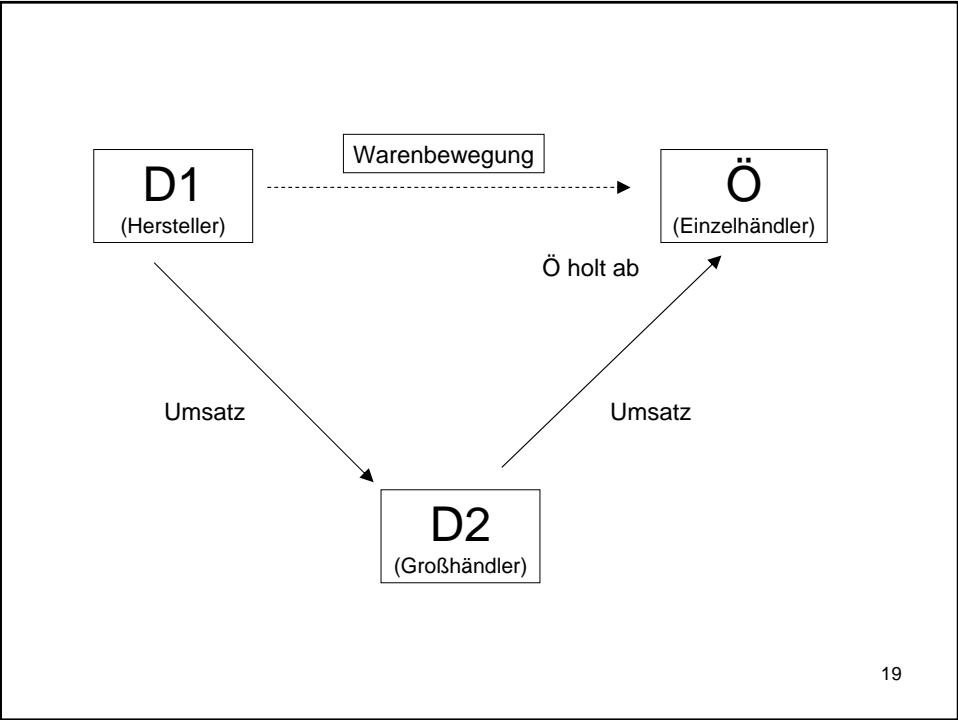 Warenbewegung
D1
(Hersteller)
Ö
(Einzelhändler)
Ö holt ab
Umsatz
Umsatz
D2
(Großhändler)
19